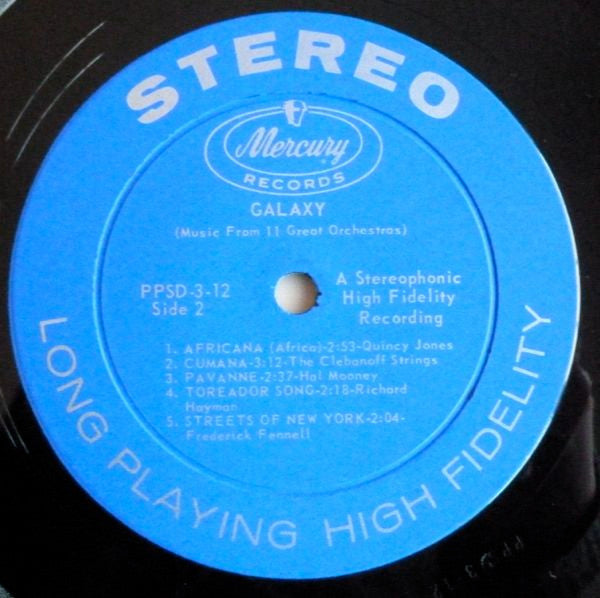 STEREO
Mercury
RECORDS
GALAXY
(Music From 11 Great Orchestras)
PPSD-3-12
Side 2
A Stereophonic
High Fidelity
Recording
1. AFRICANA (Africa)-2:53-Quincy Jones
2. CUMANA-3:12-The Clebanoff Strings
3. PAVANNE-2:37-Hal Mooney
4. TOREADOR SONG-2:18-Richard
Hayman
5. STREETS OF NEW YORK-2:04-
Frederick Fennell
LONG PLAYING HIGH FIDELITY